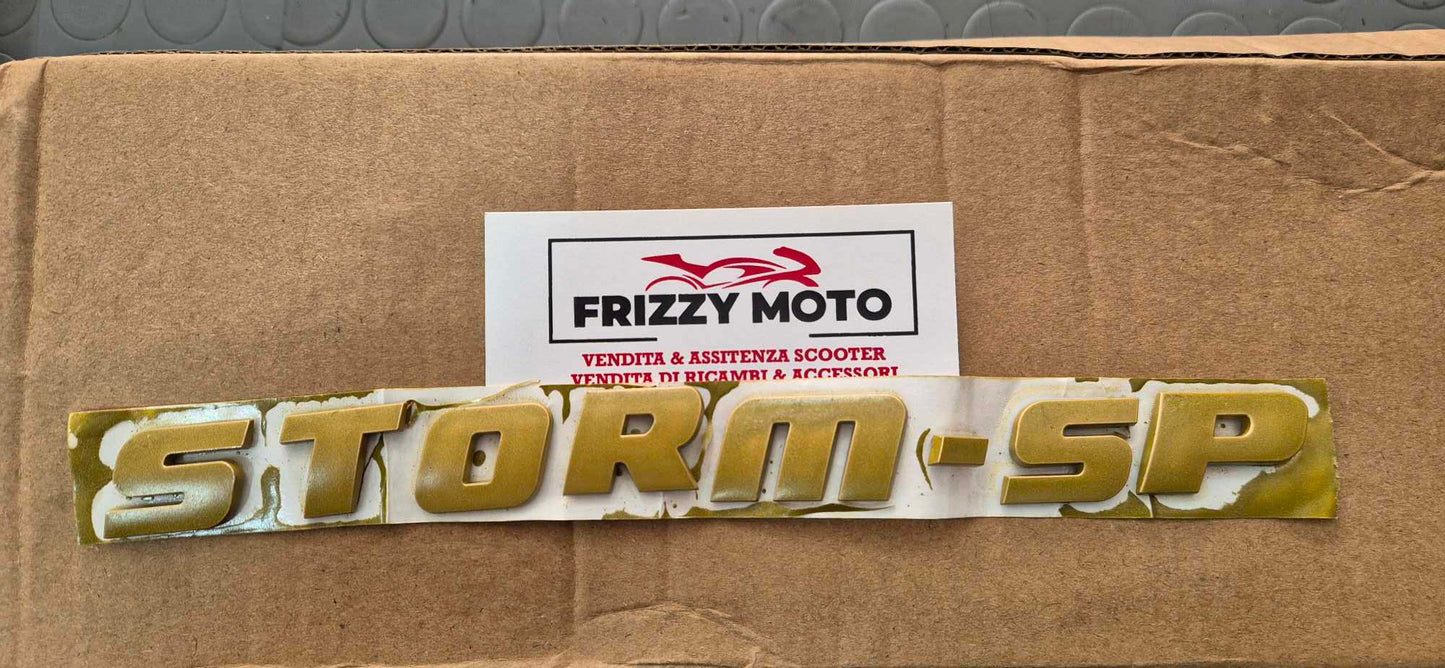 FRIZZY MOTO
VENDITA & ASSITENZA SCOOTER
VENDITA DI RICAMBI & ACCESSORI
STORM-SP